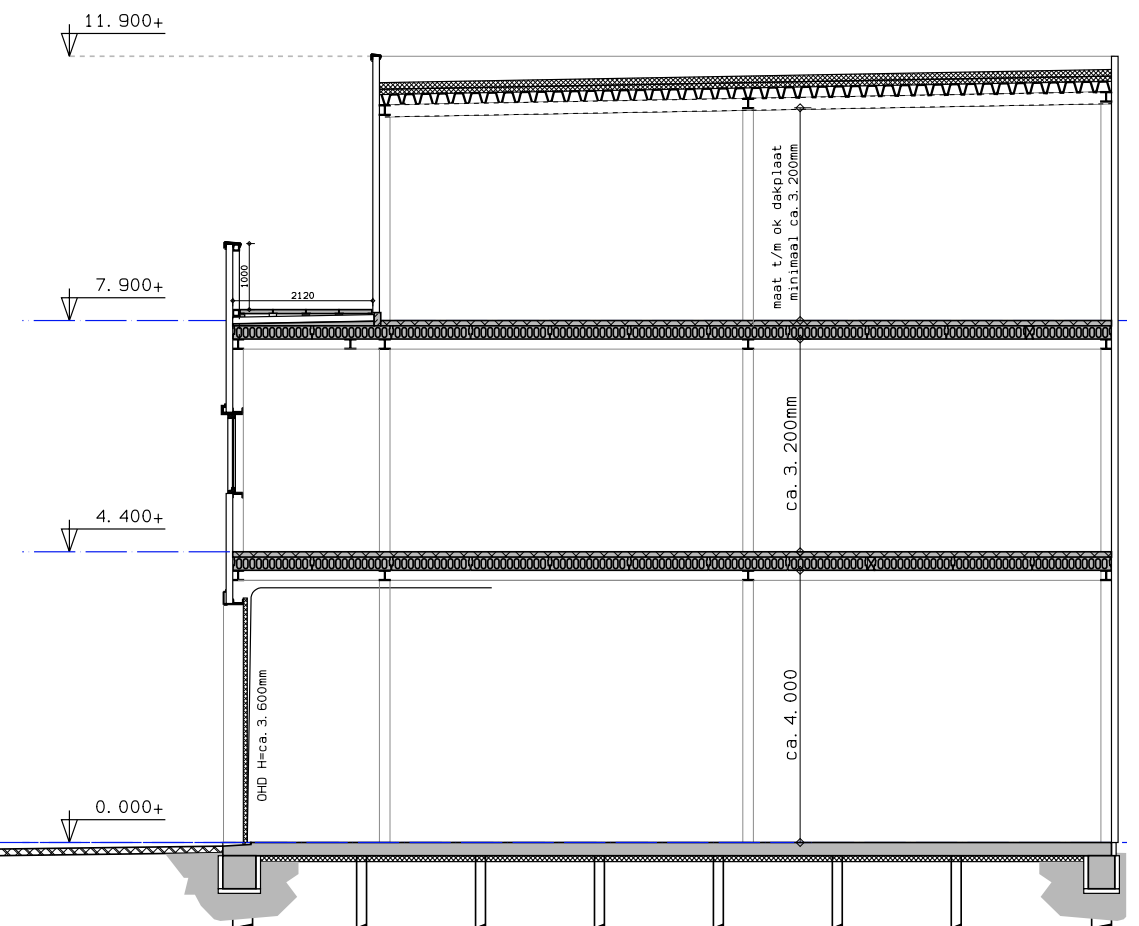 11.900+
maat t/m ok dakplaat
minimaal ca. 3.200mm
1000
7.900+
2120
ca. 3.200mm
4.400+
OHD H=ca. 3.600mm
ca. 4.000
0.000+